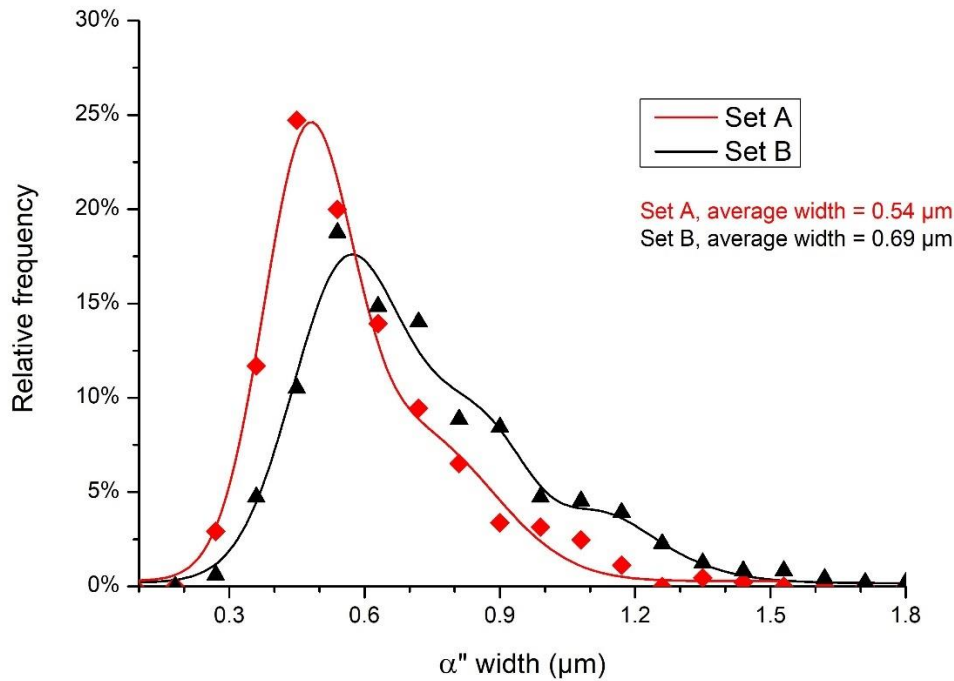 30%
25%
20%
15%
10%
5%
0%
Relative frequency
Set A
Set B
Set A, average width = 0.54 µm
Set B, average width = 0.69 µm
0.3 0.6 0.9 1.2 1.5 1.8
α" width (µm)